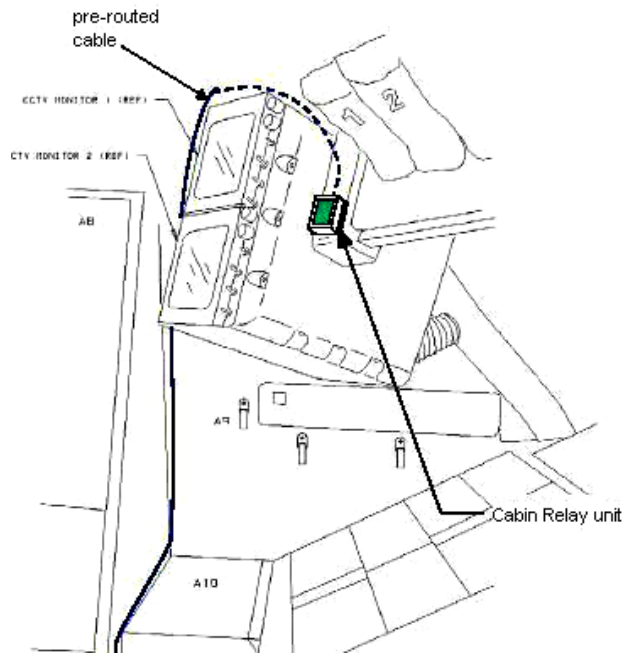 pre-routed
cable
CCTV MONITOR 1 (REF)
CTV MONITOR 2 (REF)
1
2
A8
A9
Cabin Relay unit
A10